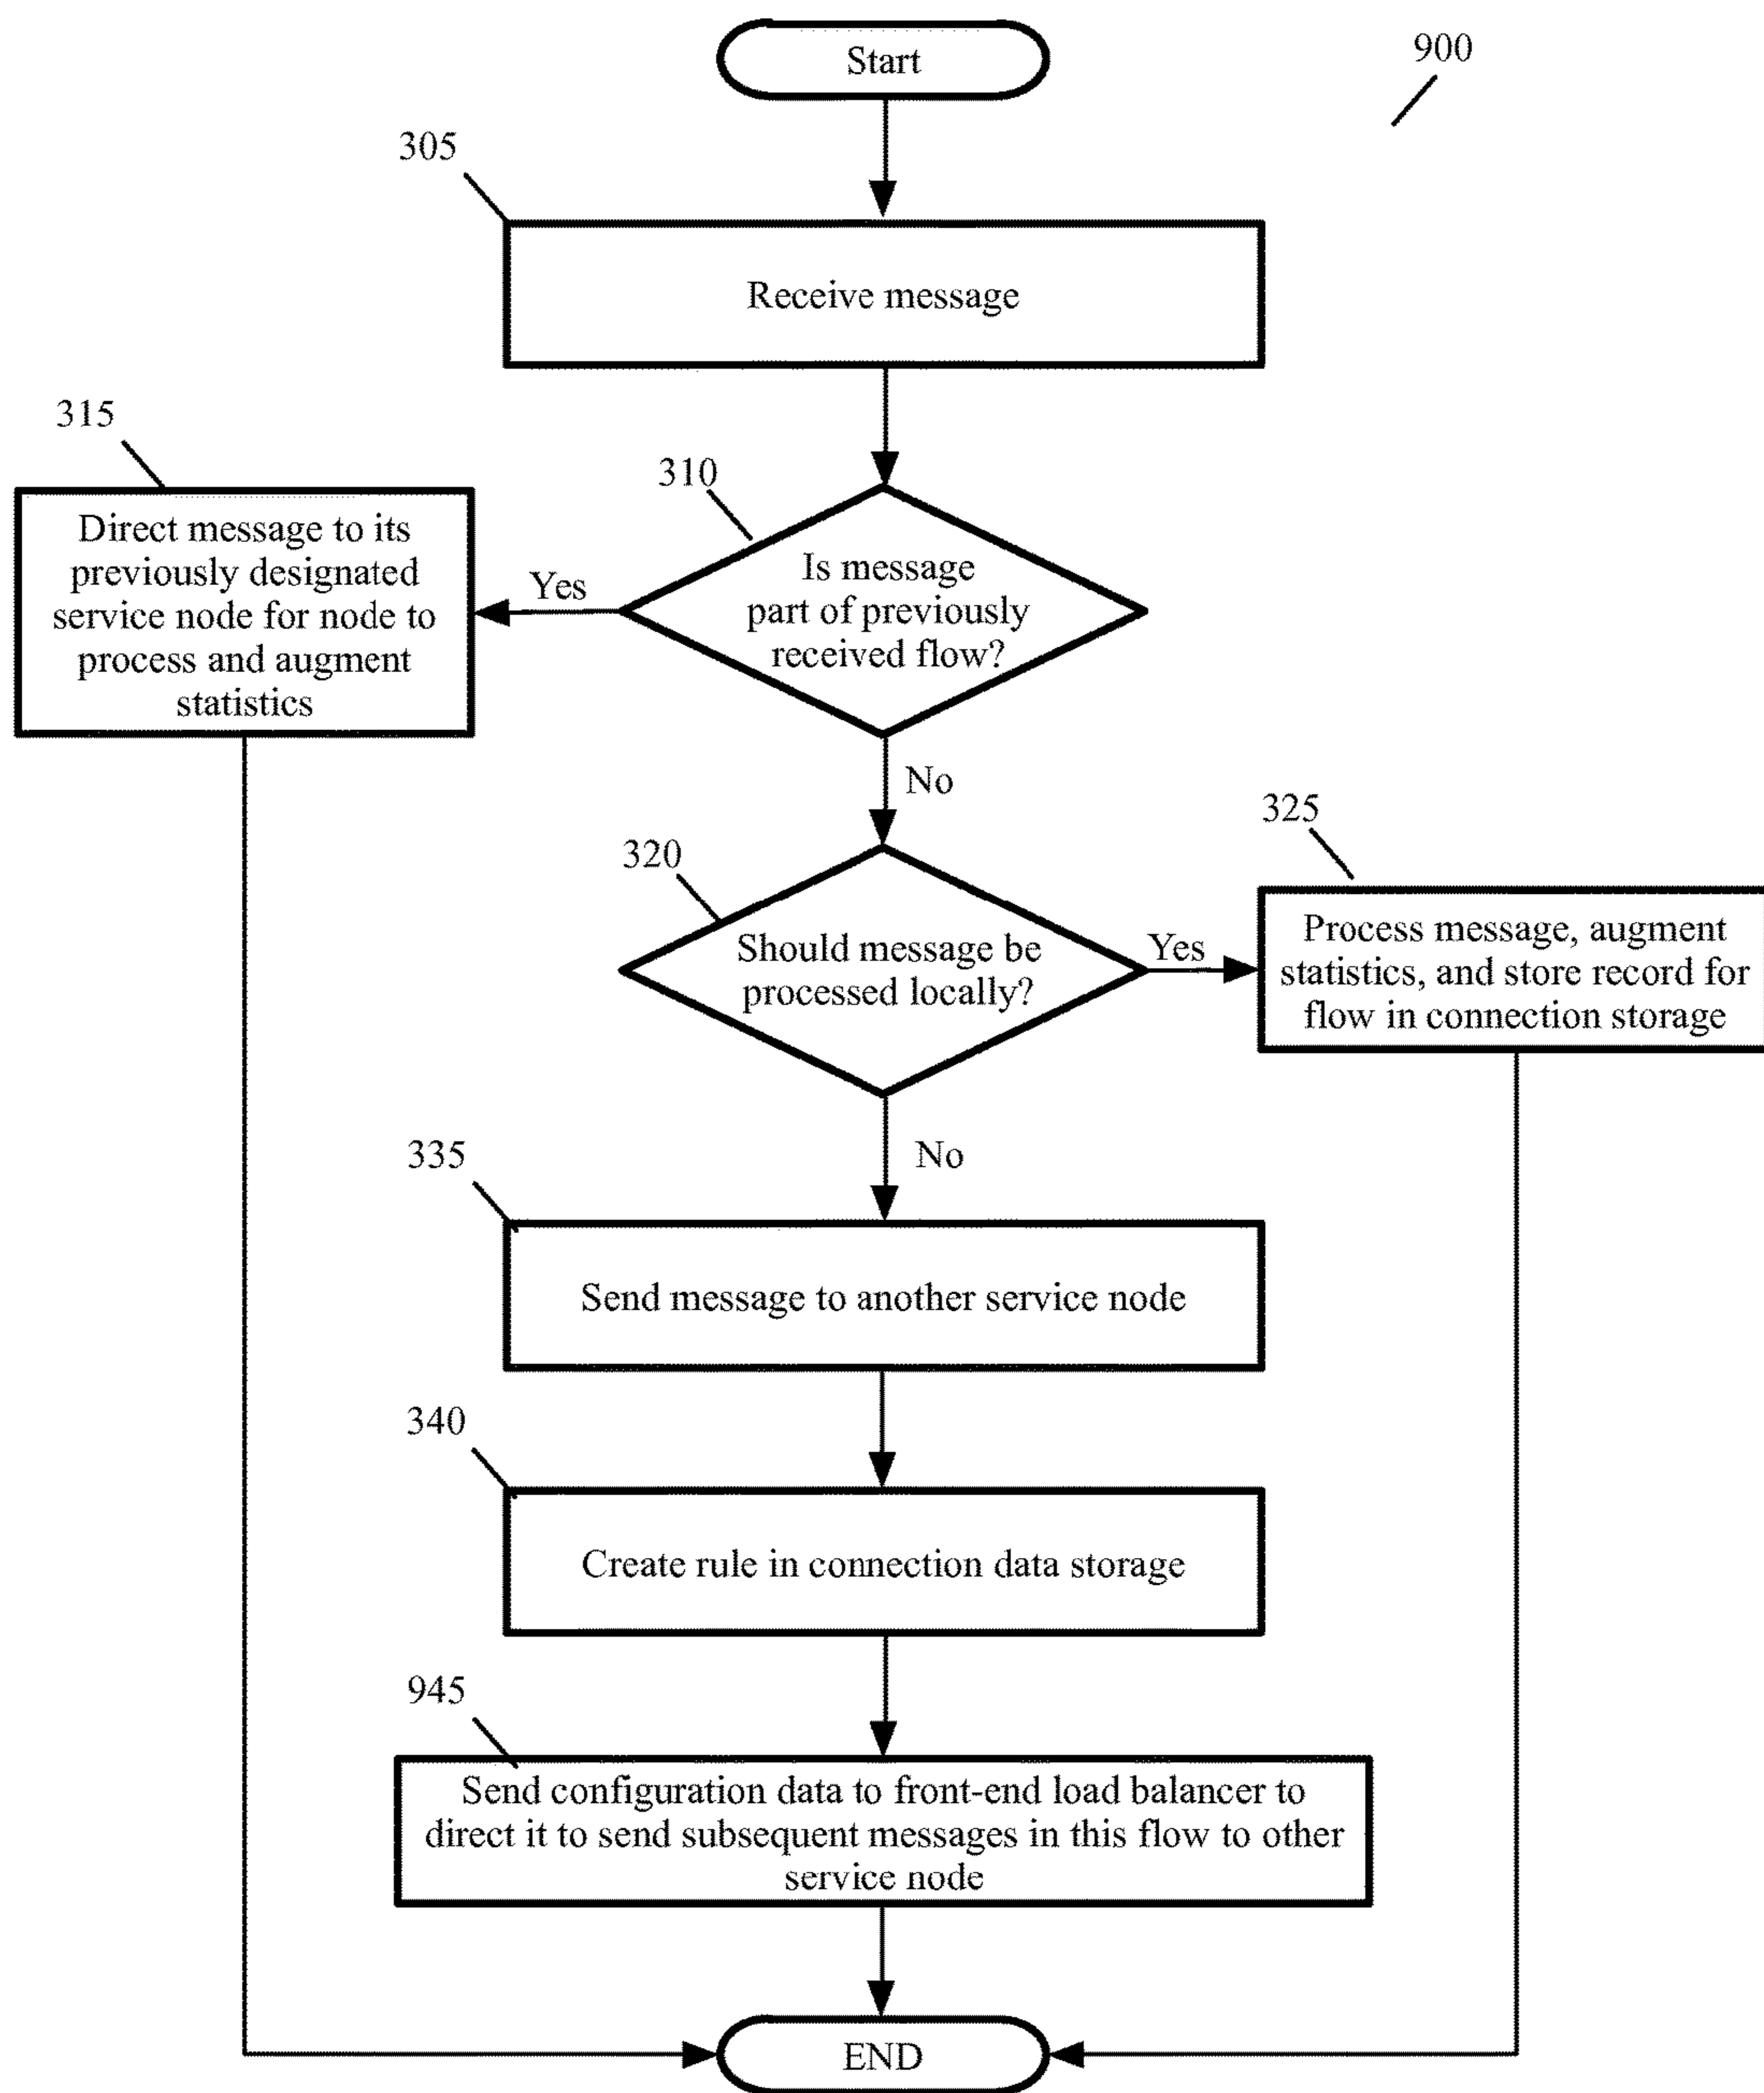 Start
900
305
Receive message
315
310
Direct message to its
previously designated
service node for node to
process and augment
statistics
Yes
Is message
part of previously
received flow?
No
325
320
Should message be
processed locally?
Yes
Process message, augment
statistics, and store record for
flow in connection storage
No
335
Send message to another service node
340
Create rule in connection data storage
945
Send configuration data to front-end load balancer to
direct it to send subsequent messages in this flow to other
service node
END